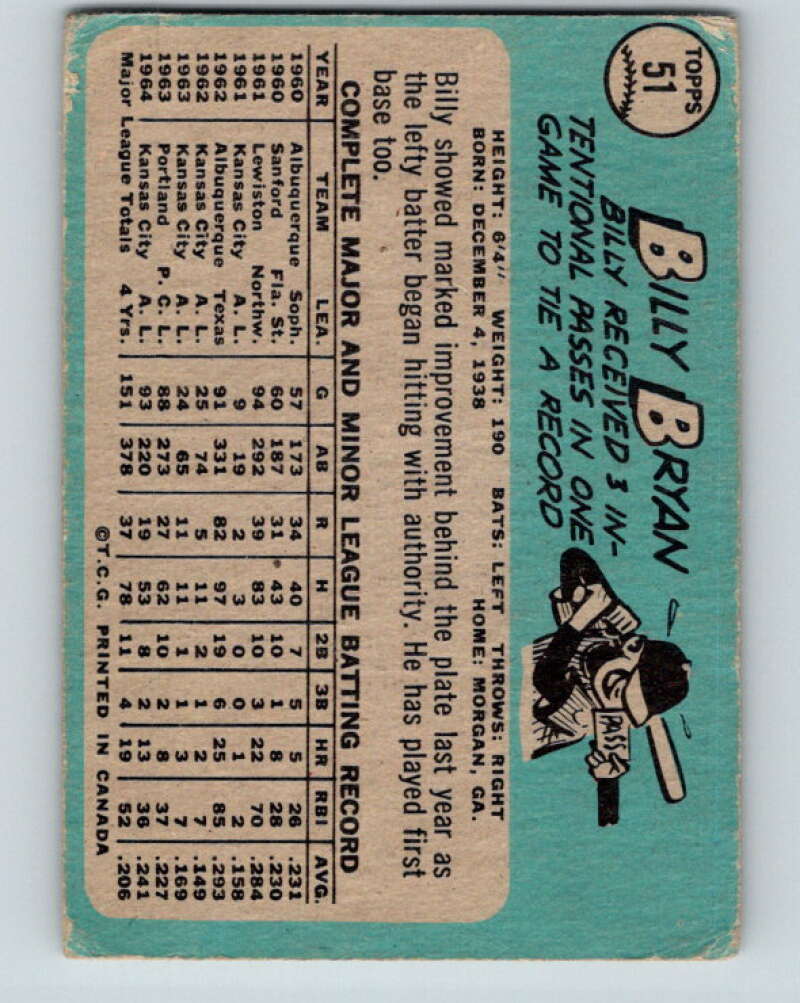 TOPPS
51
BILLY BRYAN
BILLY RECEIVED 3 IN-
TENTIONAL PASSES IN ONE
GAME TO TIE A RECORD
PASS
HEIGHT: 6'4" WEIGHT: 190 BATS: LEFT THROWS: RIGHT
BORN: DECEMBER 4, 1938 HOME: MORGAN, GA.
Billy showed marked improvement behind the plate last year as
the lefty batter began hitting with authority. He has played first
base too.
COMPLETE MAJOR AND MINOR LEAGUE BATTING RECORD
YEAR TEAM LEA. G AB R H 2B 3B HR RBI AVG.
1960 Albuquerque Soph. 57 173 34 40 7 5 5 26 .231
1960 Sanford Fla. St. 60 187 31 43 10 1 8 28 .230
1961 Lewiston Northw. 94 292 39 83 10 3 22 70 .284
1961 Kansas City A. L. 9 19 2 3 0 0 1 2 .158
1962 Albuquerque Texas 91 331 82 97 19 6 25 85 .293
1962 Kansas City A. L. 25 74 5 11 2 1 2 7 .149
1963 Kansas City A. L. 24 65 11 11 1 1 3 7 .169
1963 Portland P. C. L. 88 273 27 62 10 2 8 37 .227
1964 Kansas City A. L. 93 220 19 53 8 2 13 36 .241
Major League Totals 4 Yrs. 151 378 37 78 11 4 19 52 .206
©T.C.G. PRINTED IN CANADA